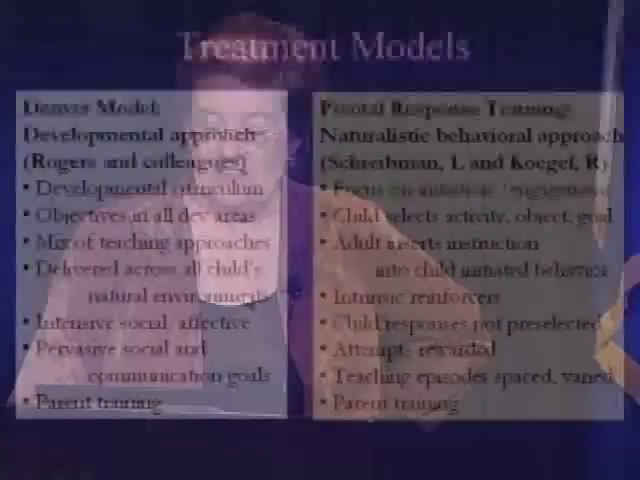 Treatment Models
Denver Model:
Developmental approach
(Rogers and colleagues)
• Developmental curriculum
• Objectives in all dev areas
• Mix of teaching approaches
• Delivered across all child's
natural environments
• Intensive social, affective
• Pervasive social and
communication goals
• Parent training
Pivotal Response Training:
Naturalistic behavioral approach
(Schreibman, L and Koegel, R)
• Focus on
• Child selects activity, object, goal
• Adult inserts instruction
into child initiated behavior
• Intrinsic reinforcers
• Child responses not preselected
• Attempts rewarded
• Teaching episodes spaced, varied
• Parent training